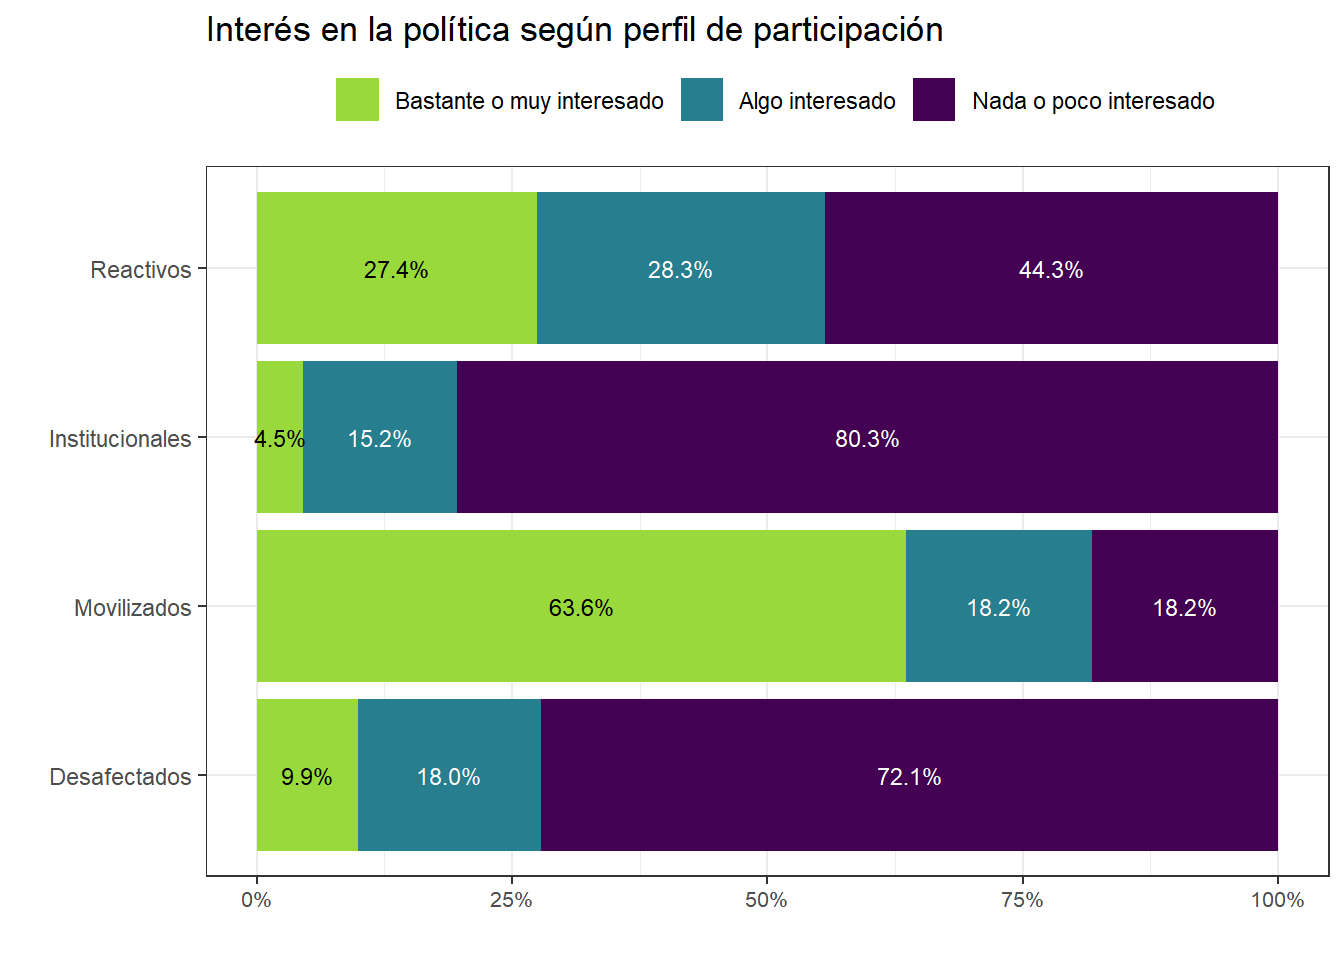 Interés en la política según perfil de participación
Bastante o muy interesado Algo interesado Nada o poco interesado
Reactivos 27.4% 28.3% 44.3%
Institucionales 4.5% 15.2% 80.3%
Movilizados 63.6% 18.2% 18.2%
Desafectados 9.9% 18.0% 72.1%
0% 25% 50% 75% 100%